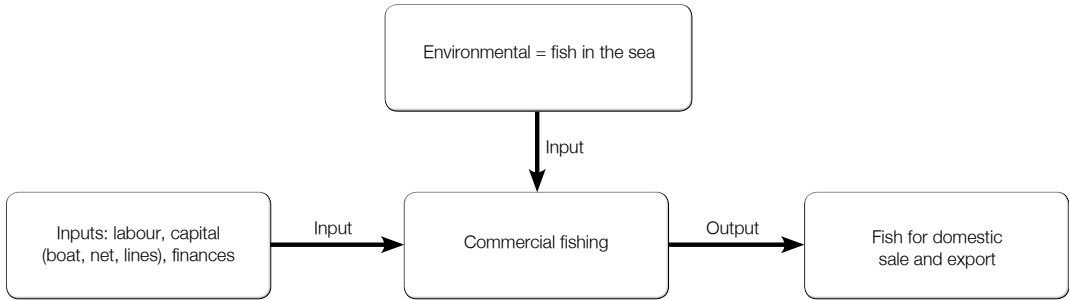 Environmental = fish in the sea
Input
Inputs: labour, capital
(boat, net, lines), finances
Input
Commercial fishing
Output
Fish for domestic
sale and export